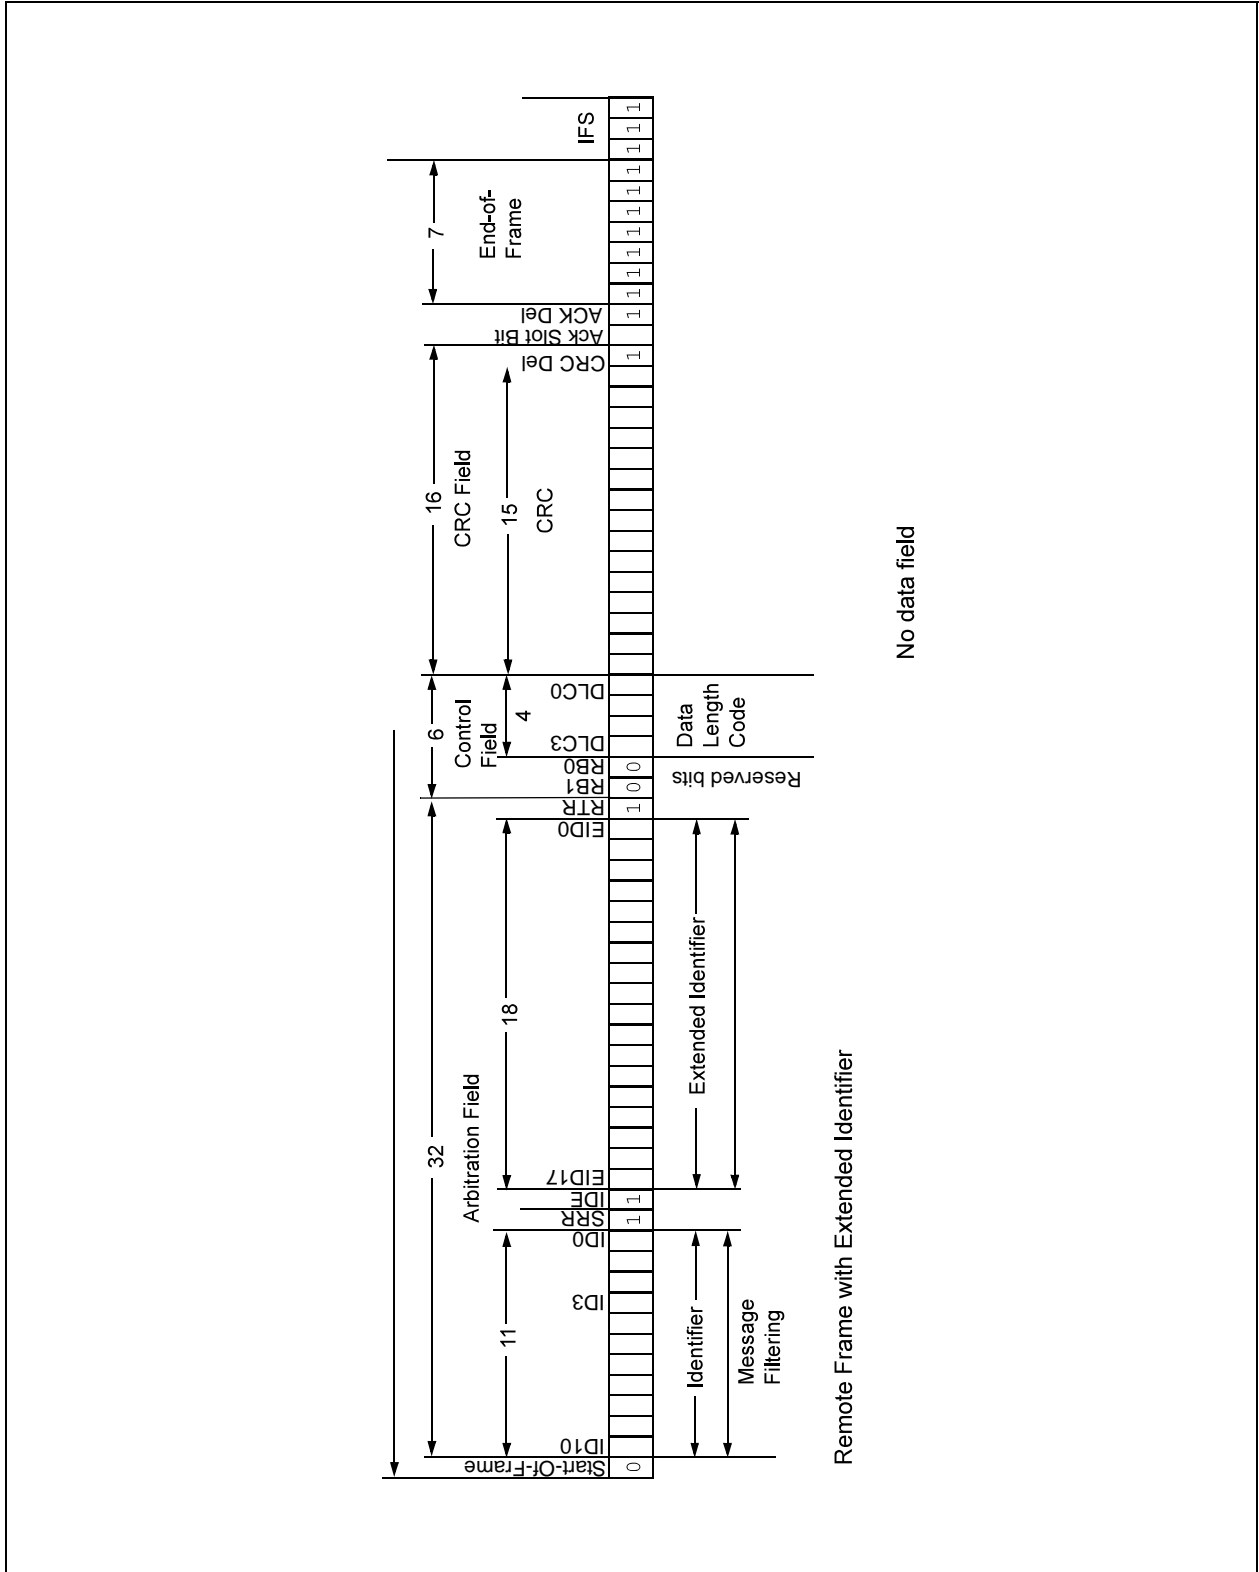 Start-Of-Frame
0
32
Arbitration Field
11
ID10
ID3
ID0
Identifier
Message
Filtering
SRR
1
IDE
1
18
EID17
EID0
Extended Identifier
RTR
1
6
Control
Field
RB1
0
RB0
0
Reserved bits
4
DLC3
DLC0
Data
Length
Code
16
CRC Field
15
CRC
CRC Del
1
Ack Slot Bit
ACK Del
1
7
End-of-
Frame
1 1 1 1 1 1 1
IFS
1 1 1
No data field
Remote Frame with Extended Identifier